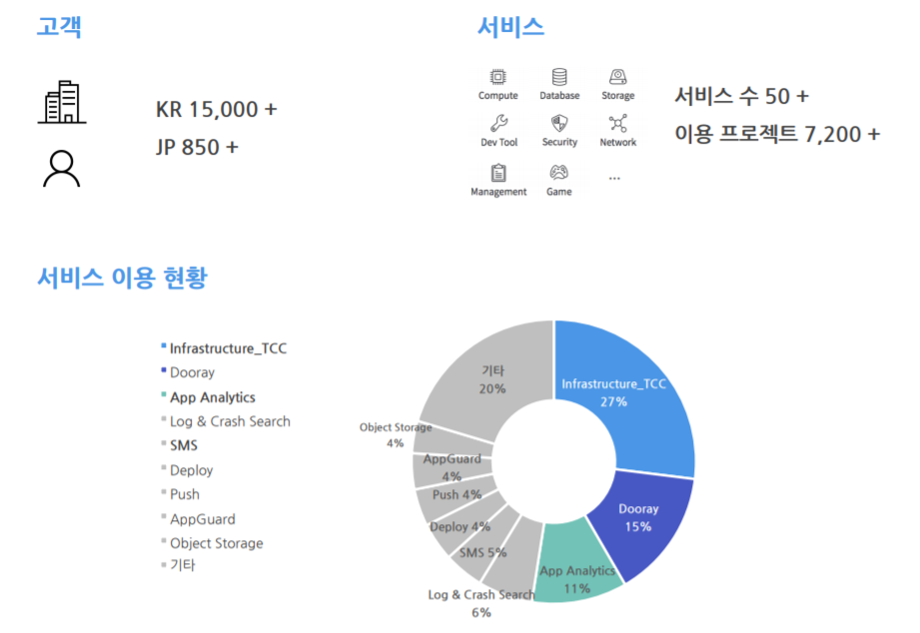 고객
KR 15,000 +
JP 850 +
서비스
Compute
Database
Storage
Dev Tool
Security
Network
Management
Game
...
서비스 수 50 +
이용 프로젝트 7,200 +
서비스 이용 현황
Infrastructure_TCC
Dooray
App Analytics
Log & Crash Search
SMS
Deploy
Push
AppGuard
Object Storage
기타
Infrastructure_TCC
27%
Dooray
15%
App Analytics
11%
Log & Crash Search
6%
SMS 5%
Deploy 4%
Push 4%
AppGuard
4%
Object Storage
4%
기타
20%